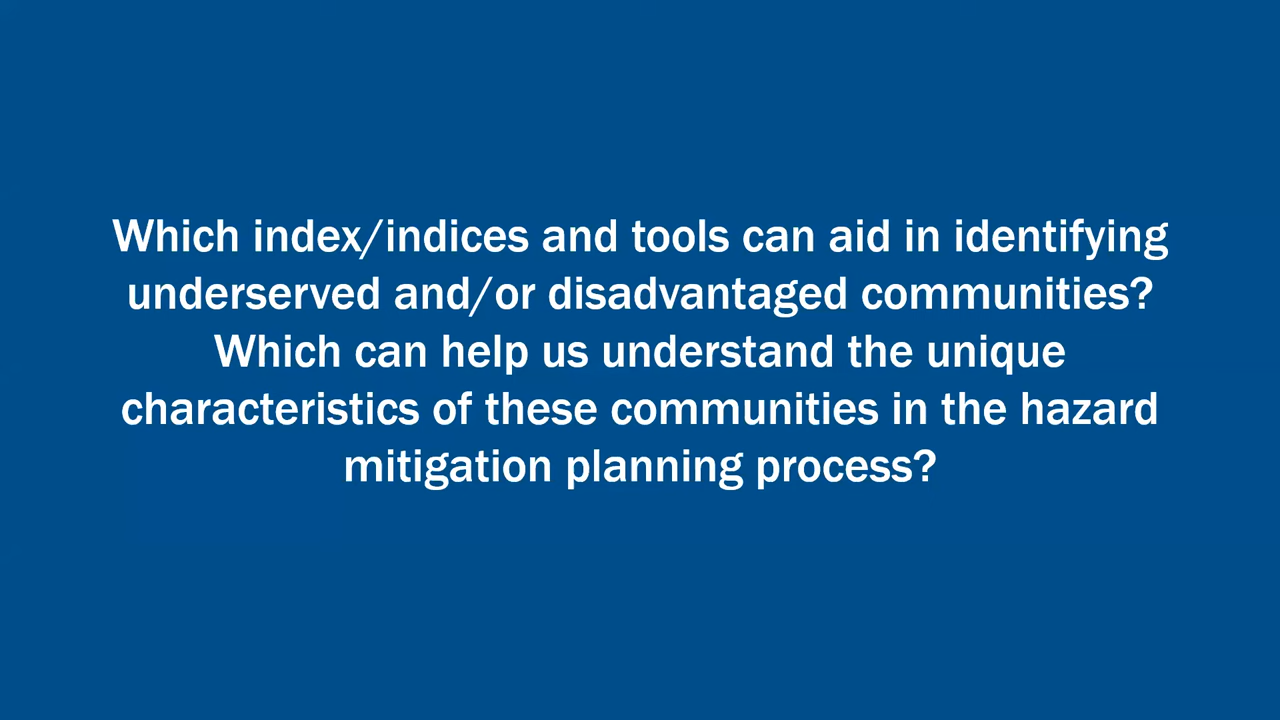 Which index/indices and tools can aid in identifying
underserved and/or disadvantaged communities?
Which can help us understand the unique
characteristics of these communities in the hazard
mitigation planning process?